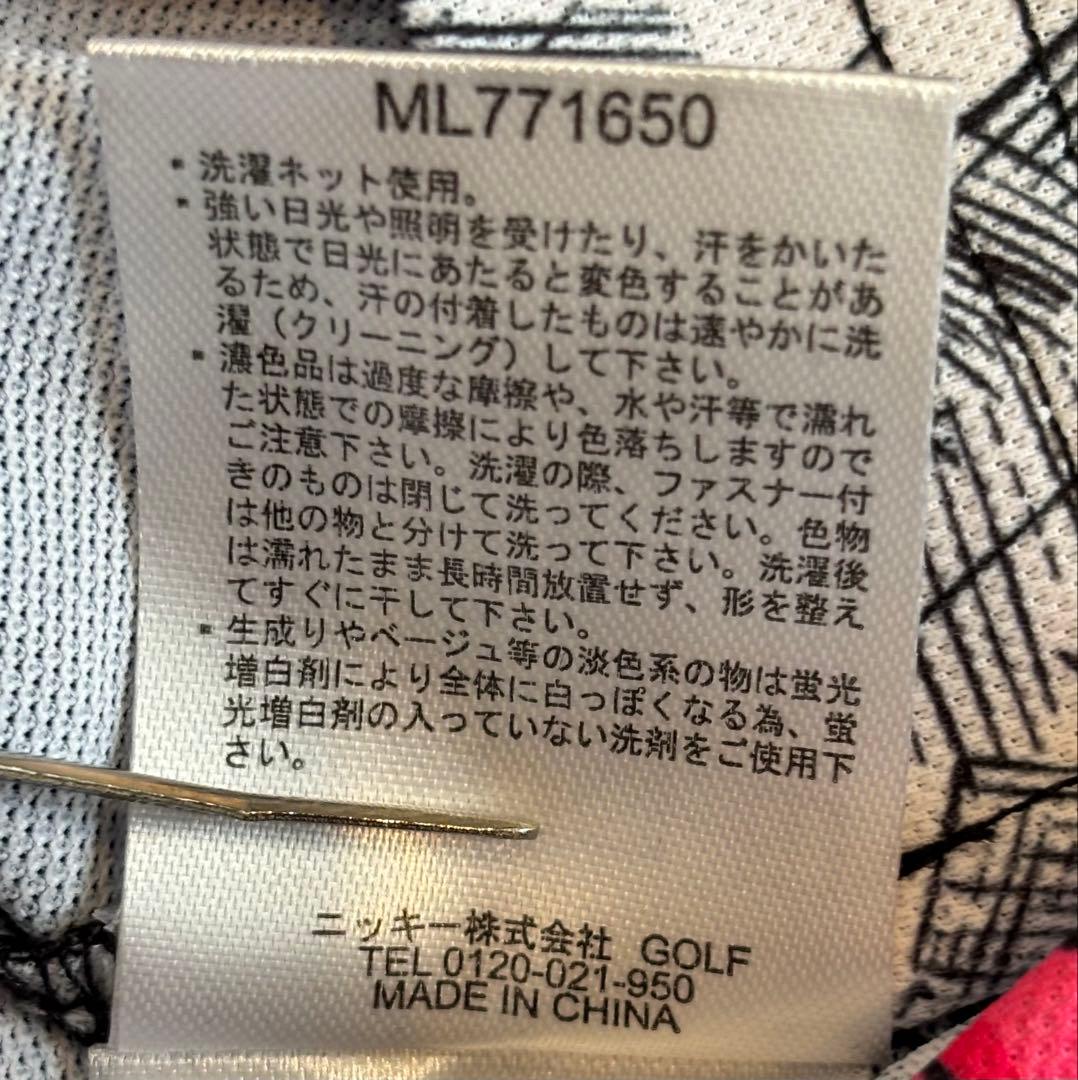 ML771650
▪洗濯ネット使用。
▪強い日光や照明を受けたり、汗をかいた
状態で日光にあたると変色することがあ
るため、汗の付着したものは速やかに洗
濯（クリーニング）して下さい。
▪濃色品は過度な摩擦や、水や汗等で濡れ
た状態での摩擦により色落ちしますので
ご注意下さい。洗濯の際、ファスナー付
きのものは閉じて洗ってください。色物
は他の物と分けて洗って下さい。洗濯後
は濡れたまま長時間放置せず、形を整え
てすぐに干して下さい。
▪生成りやベージュ等の淡色系の物は蛍光
増白剤により全体に白っぽくなる為、蛍
光増白剤の入っていない洗剤をご使用下
さい。
ニッキー株式会社 GOLF
TEL 0120-021-950
MADE IN CHINA